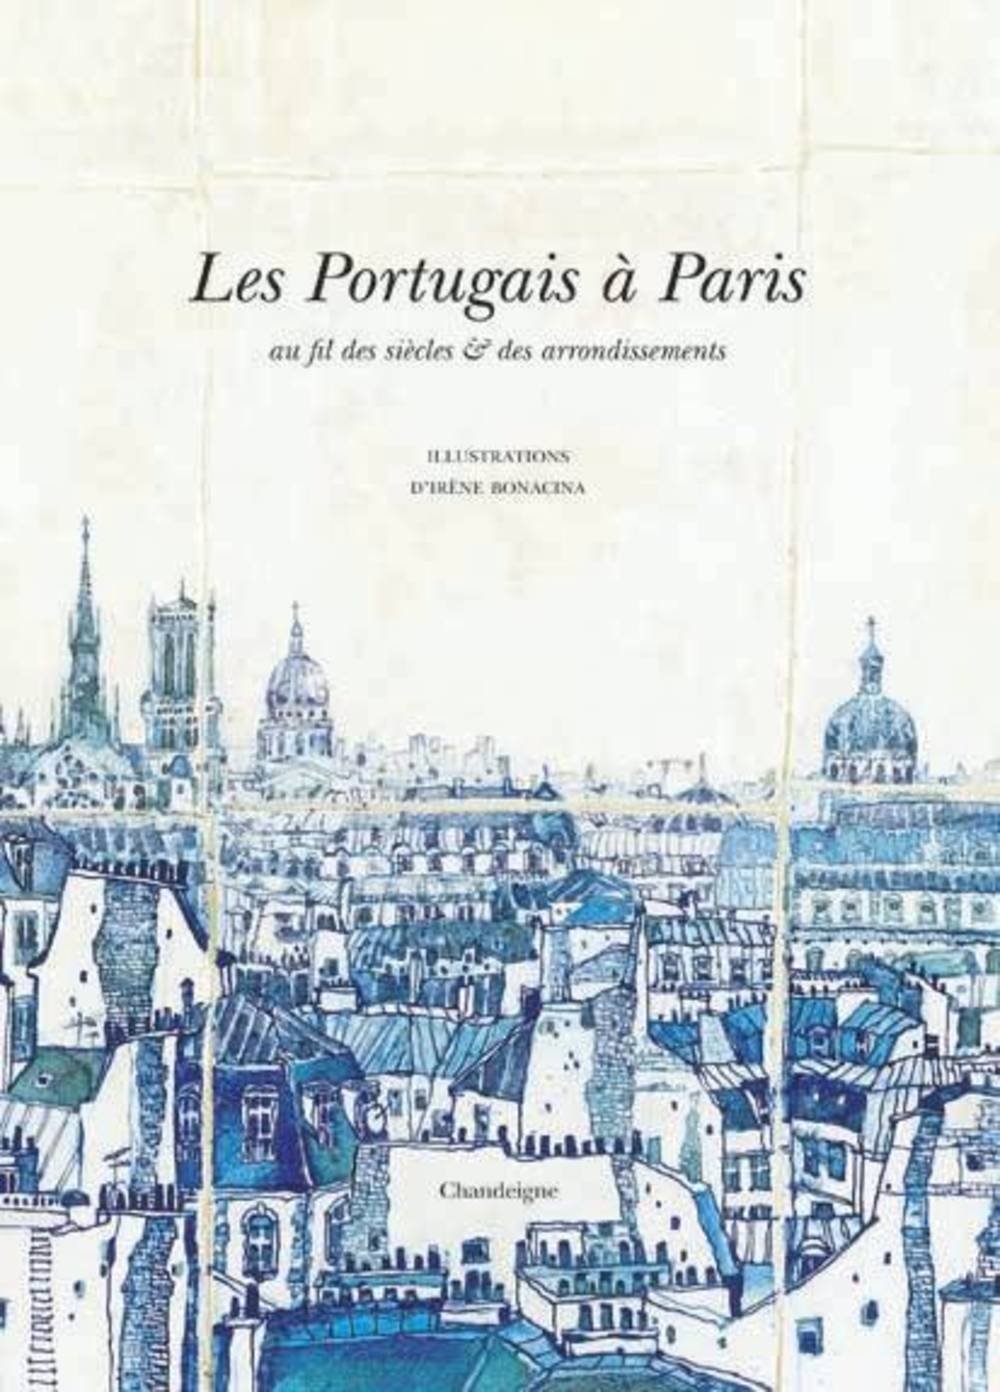 Les Portugais à Paris
au fil des siècles & des arrondissements
ILLUSTRATIONS
D'IRÈNE BONACINA
Chandeigne